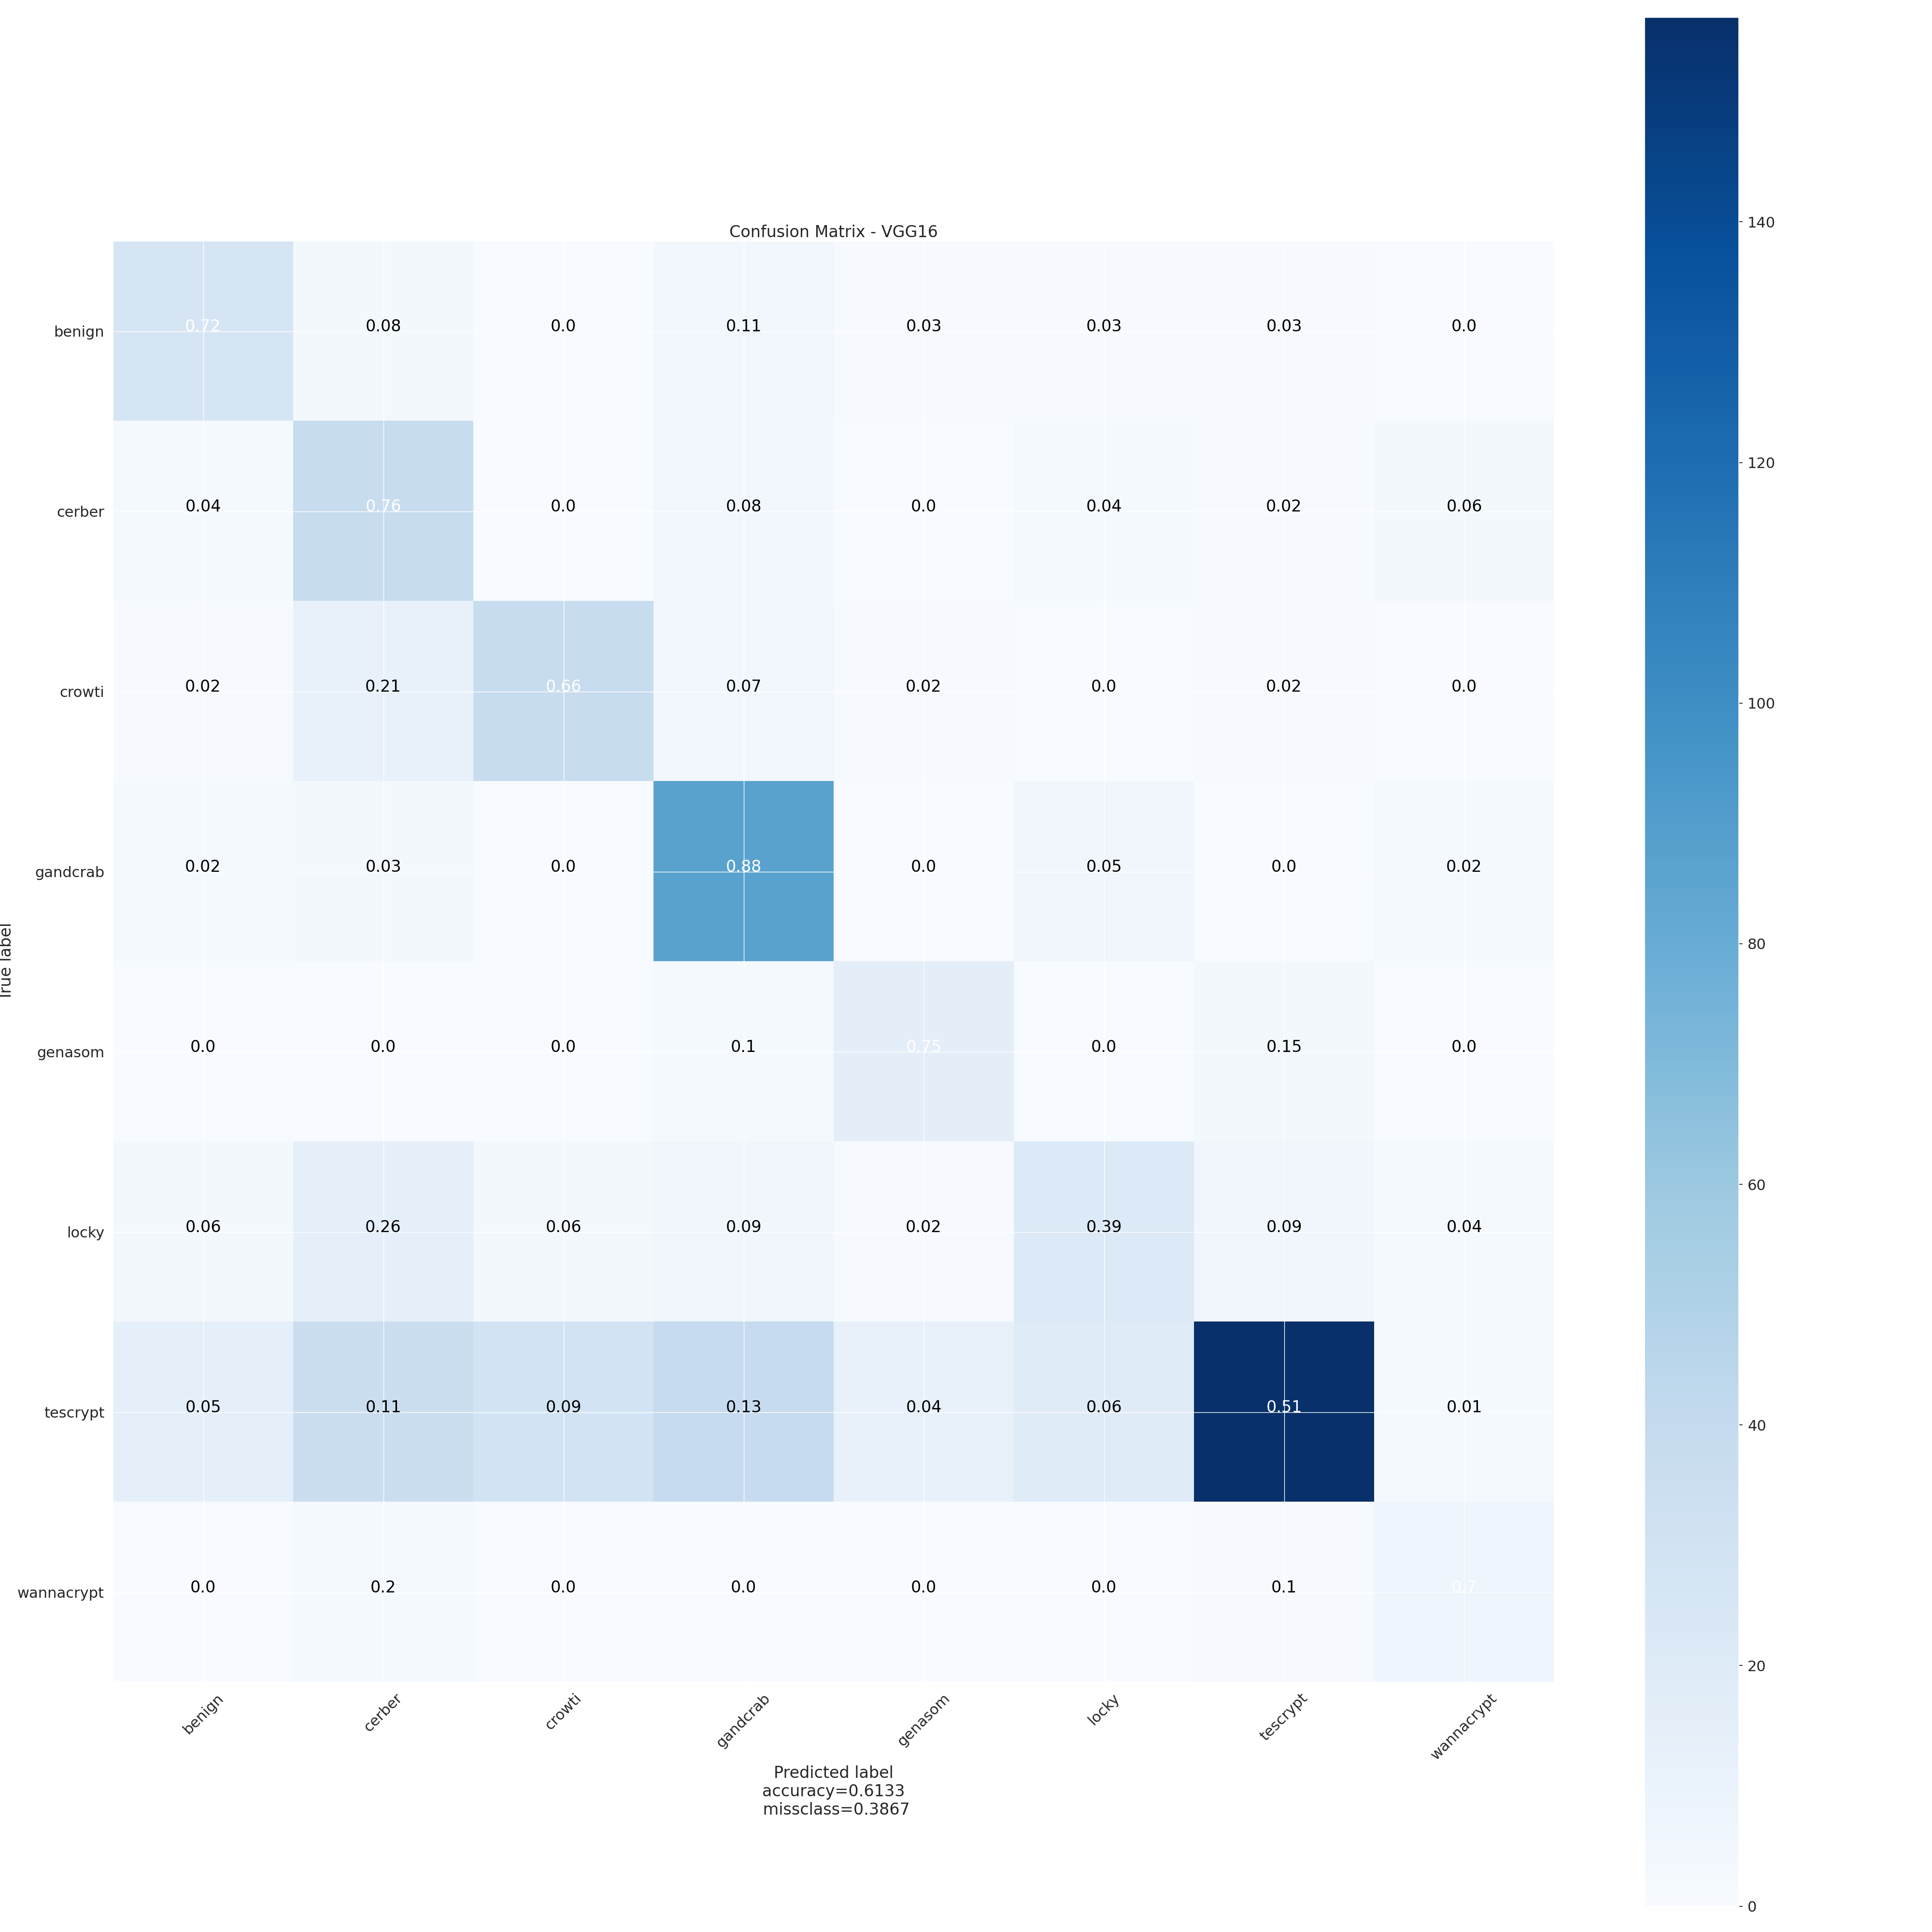 Confusion Matrix - VGG16
benign 0.72 0.08 0.0 0.11 0.03 0.03 0.03 0.0
cerber 0.04 0.76 0.0 0.08 0.0 0.04 0.02 0.06
crowti 0.02 0.21 0.66 0.07 0.02 0.0 0.02 0.0
gandcrab 0.02 0.03 0.0 0.88 0.0 0.05 0.0 0.02
genasom 0.0 0.0 0.0 0.1 0.75 0.0 0.15 0.0
locky 0.06 0.26 0.06 0.09 0.02 0.39 0.09 0.04
tescrypt 0.05 0.11 0.09 0.13 0.04 0.06 0.51 0.01
wannacrypt 0.0 0.2 0.0 0.0 0.0 0.0 0.1 0.7
True label
benign cerber crowti gandcrab genasom locky tescrypt wannacrypt
Predicted label
accuracy=0.6133
missclass=0.3867
140
120
100
80
60
40
20
0